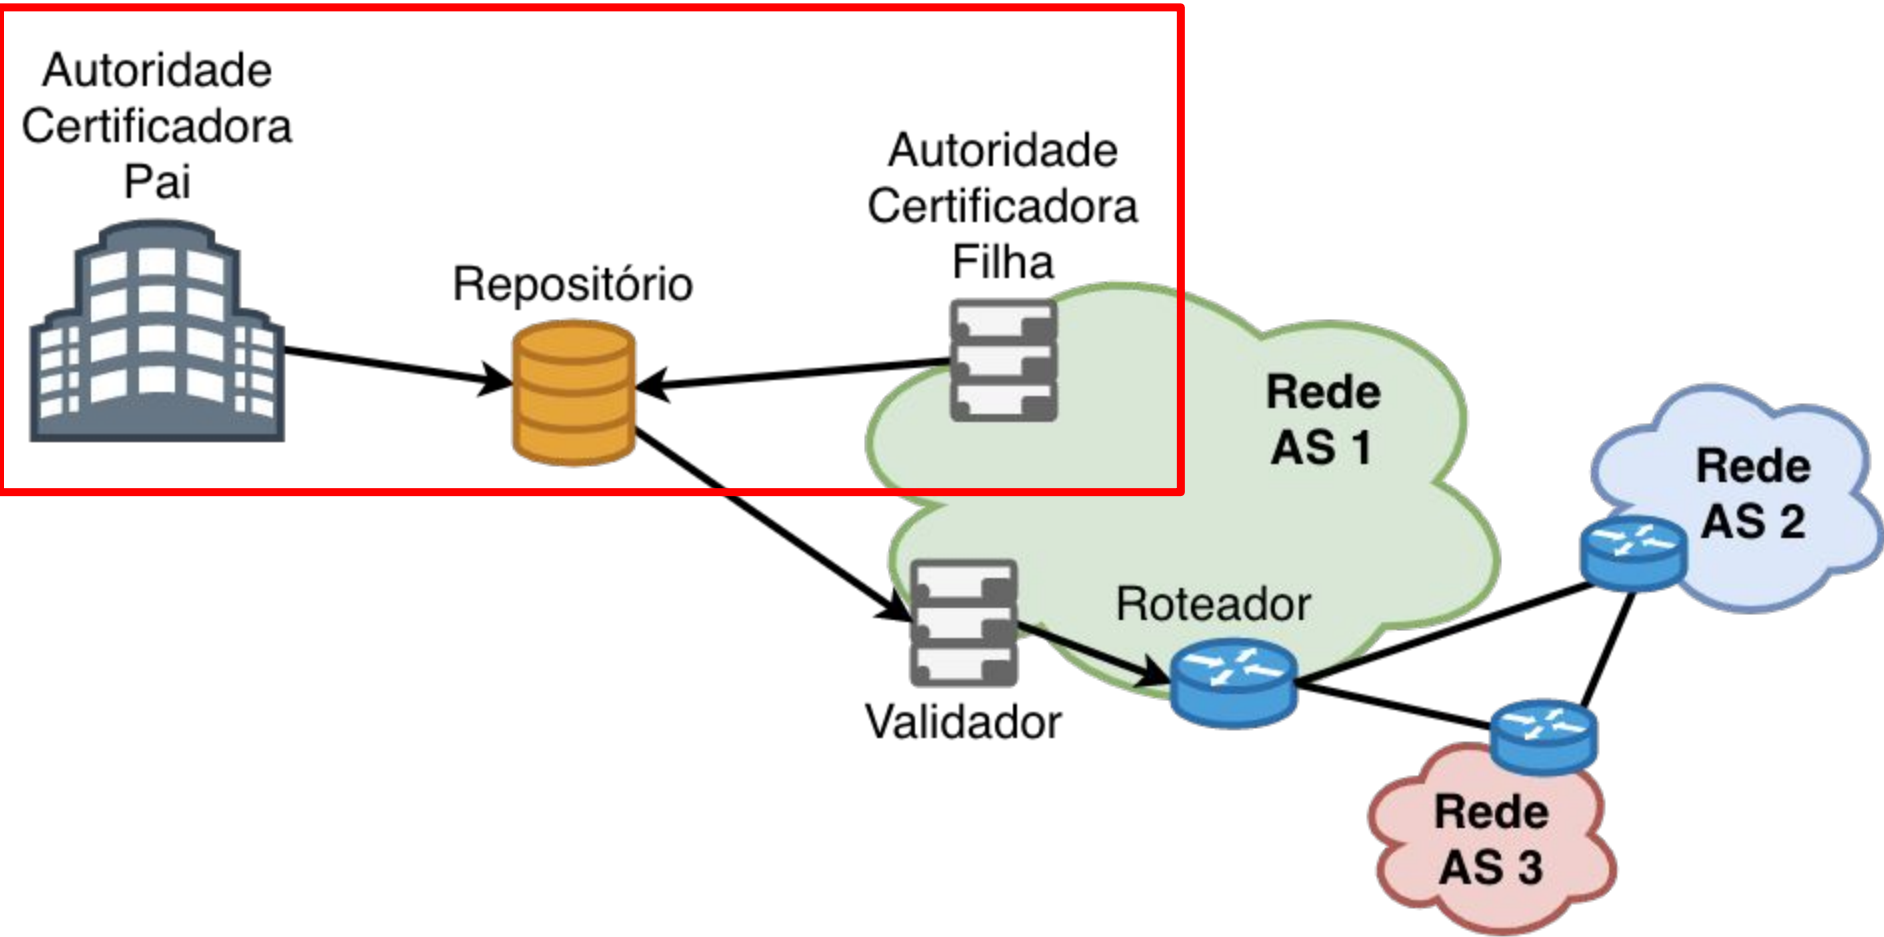 Autoridade
Certificadora
Pai
Repositório
Autoridade
Certificadora
Filha
Rede
AS 1
Rede
AS 2
Roteador
Validador
Rede
AS 3